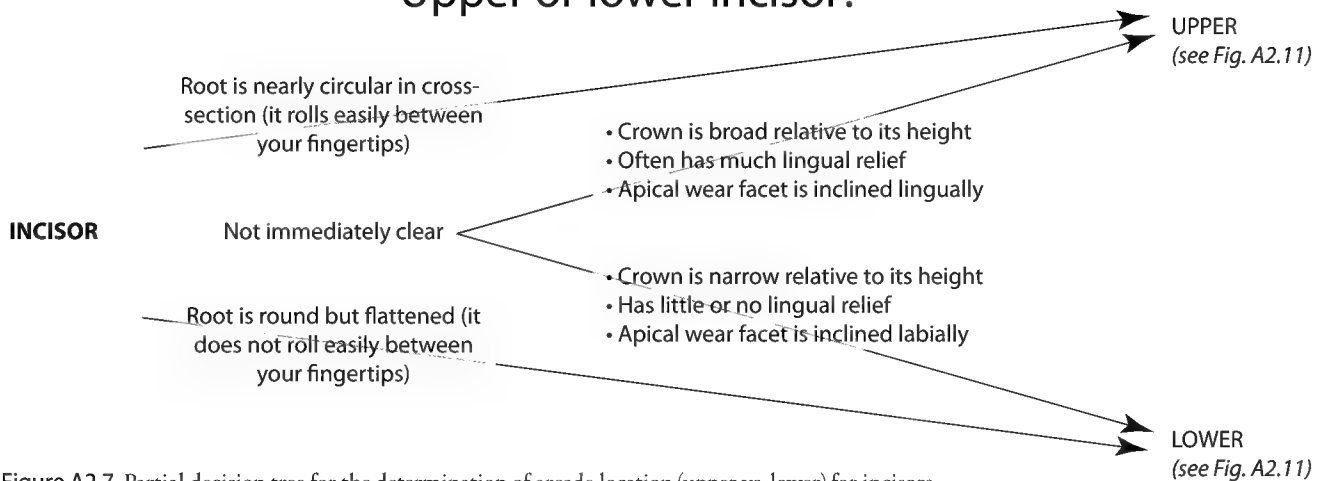 Upper or lower incisor?
UPPER
(see Fig. A2.11)
Root is nearly circular in cross-
section (it rolls easily between
your fingertips)
• Crown is broad relative to its height
• Often has much lingual relief
• Apical wear facet is inclined lingually
INCISOR
Not immediately clear
• Crown is narrow relative to its height
• Has little or no lingual relief
• Apical wear facet is inclined labially
Root is round but flattened (it
does not roll easily between
your fingertips)
LOWER
(see Fig. A2.11)
Figure A2.7 Partial decision tree for the determination of arcade location (upper vs. lower) for incisors.